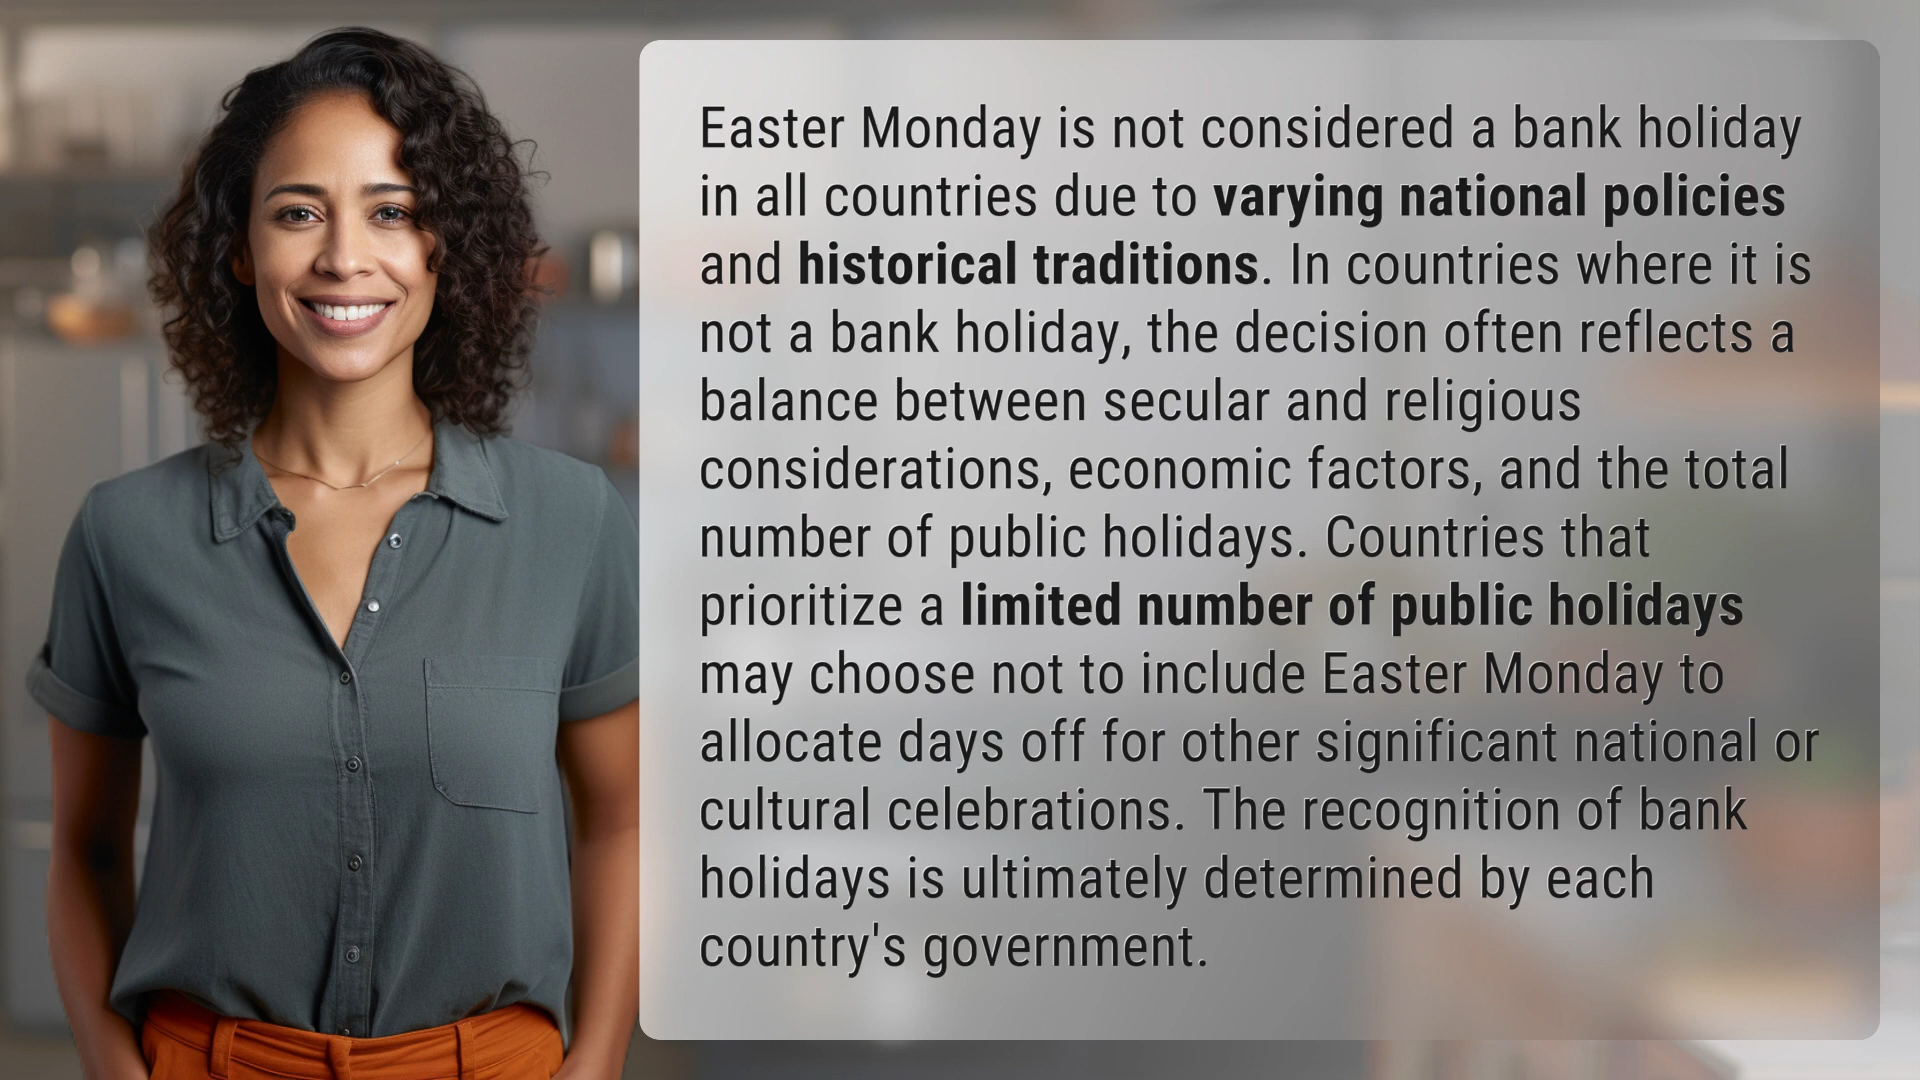 Easter Monday is not considered a bank holiday
in all countries due to varying national policies
and historical traditions. In countries where it is
not a bank holiday, the decision often reflects a
balance between secular and religious
considerations, economic factors, and the total
number of public holidays. Countries that
prioritize a limited number of public holidays
may choose not to include Easter Monday to
allocate days off for other significant national or
cultural celebrations. The recognition of bank
holidays is ultimately determined by each
country's government.